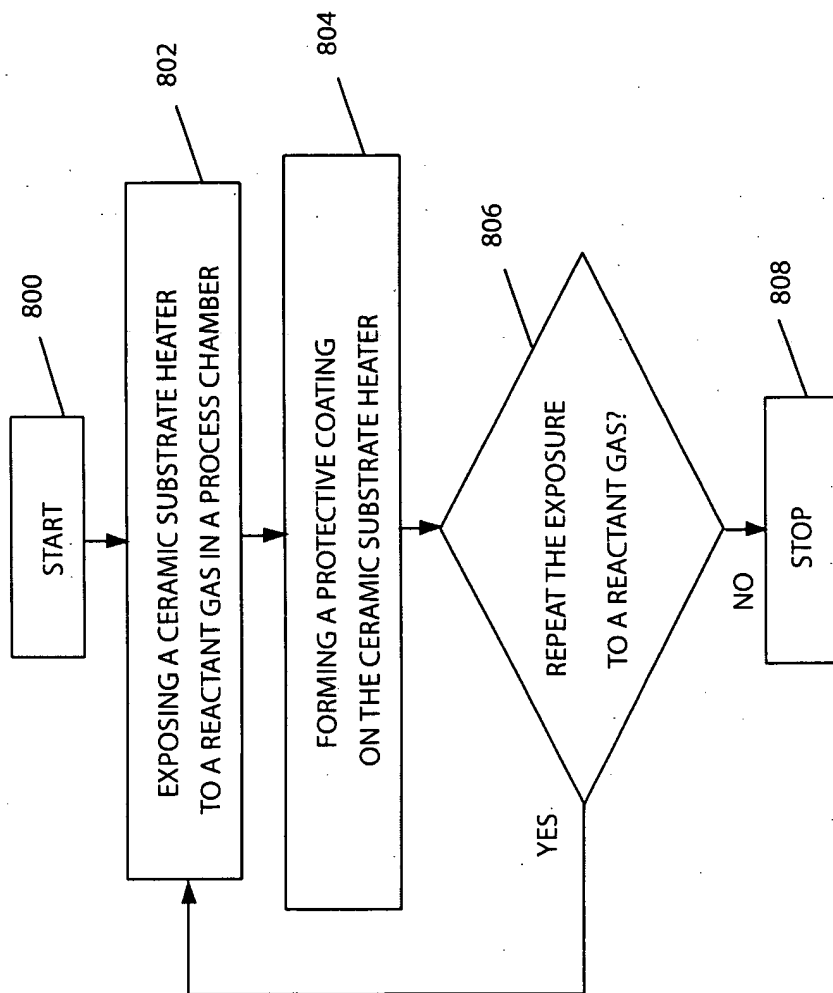 800
START
802
EXPOSING A CERAMIC SUBSTRATE HEATER
TO A REACTANT GAS IN A PROCESS CHAMBER
804
FORMING A PROTECTIVE COATING
ON THE CERAMIC SUBSTRATE HEATER
806
REPEAT THE EXPOSURE
TO A REACTANT GAS?
YES
NO
808
STOP